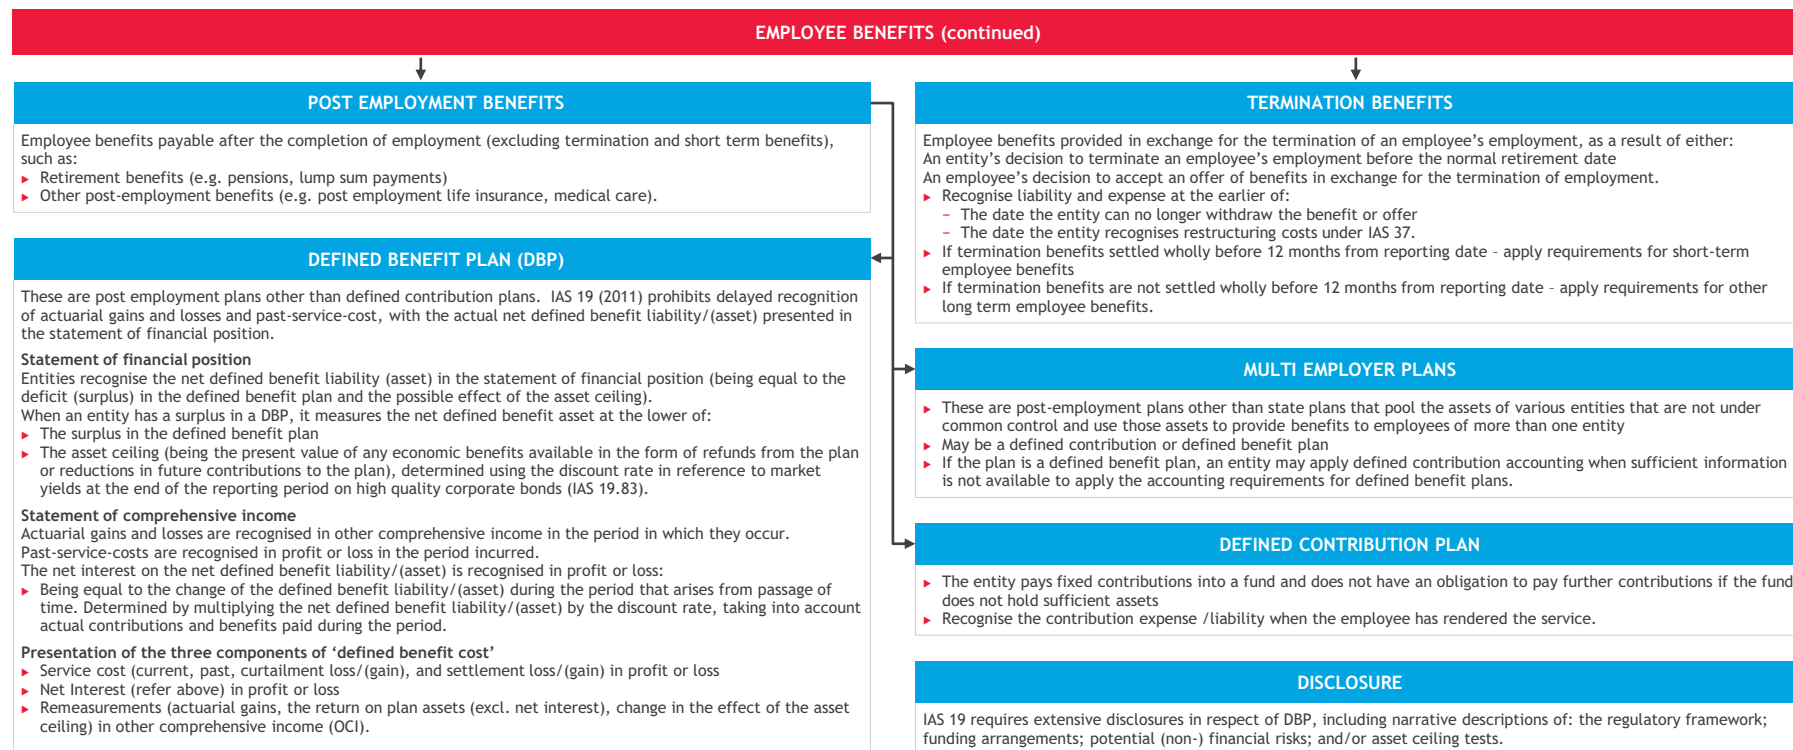 EMPLOYEE BENEFITS (continued)
POST EMPLOYMENT BENEFITS
Employee benefits payable after the completion of employment (excluding termination and short term benefits),
such as:
► Retirement benefits (e.g. pensions, lump sum payments)
► Other post-employment benefits (e.g. post employment life insurance, medical care).
DEFINED BENEFIT PLAN (DBP)
These are post employment plans other than defined contribution plans. IAS 19 (2011) prohibits delayed recognition
of actuarial gains and losses and past-service-cost, with the actual net defined benefit liability/(asset) presented in
the statement of financial position.
Statement of financial position
Entities recognise the net defined benefit liability (asset) in the statement of financial position (being equal to the
deficit (surplus) in the defined benefit plan and the possible effect of the asset ceiling).
When an entity has a surplus in a DBP, it measures the net defined benefit asset at the lower of:
► The surplus in the defined benefit plan
► The asset ceiling (being the present value of any economic benefits available in the form of refunds from the plan
or reductions in future contributions to the plan), determined using the discount rate in reference to market
yields at the end of the reporting period on high quality corporate bonds (IAS 19.83).
Statement of comprehensive income
Actuarial gains and losses are recognised in other comprehensive income in the period in which they occur.
Past-service-costs are recognised in profit or loss in the period incurred.
The net interest on the net defined benefit liability/(asset) is recognised in profit or loss:
► Being equal to the change of the defined benefit liability/(asset) during the period that arises from passage of
time. Determined by multiplying the net defined benefit liability/(asset) by the discount rate, taking into account
actual contributions and benefits paid during the period.
Presentation of the three components of ‘defined benefit cost’
► Service cost (current, past, curtailment loss/(gain), and settlement loss/(gain) in profit or loss
► Net Interest (refer above) in profit or loss
► Remeasurements (actuarial gains, the return on plan assets (excl. net interest), change in the effect of the asset
ceiling) in other comprehensive income (OCI).
TERMINATION BENEFITS
Employee benefits provided in exchange for the termination of an employee’s employment, as a result of either:
An entity’s decision to terminate an employee’s employment before the normal retirement date
An employee’s decision to accept an offer of benefits in exchange for the termination of employment.
► Recognise liability and expense at the earlier of:
− The date the entity can no longer withdraw the benefit or offer
− The date the entity recognises restructuring costs under IAS 37.
► If termination benefits settled wholly before 12 months from reporting date – apply requirements for short-term
employee benefits
► If termination benefits are not settled wholly before 12 months from reporting date – apply requirements for other
long term employee benefits.
MULTI EMPLOYER PLANS
► These are post-employment plans other than state plans that pool the assets of various entities that are not under
common control and use those assets to provide benefits to employees of more than one entity
► May be a defined contribution or defined benefit plan
► If the plan is a defined benefit plan, an entity may apply defined contribution accounting when sufficient information
is not available to apply the accounting requirements for defined benefit plans.
DEFINED CONTRIBUTION PLAN
► The entity pays fixed contributions into a fund and does not have an obligation to pay further contributions if the fund
does not hold sufficient assets
► Recognise the contribution expense /liability when the employee has rendered the service.
DISCLOSURE
IAS 19 requires extensive disclosures in respect of DBP, including narrative descriptions of: the regulatory framework;
funding arrangements; potential (non-) financial risks; and/or asset ceiling tests.